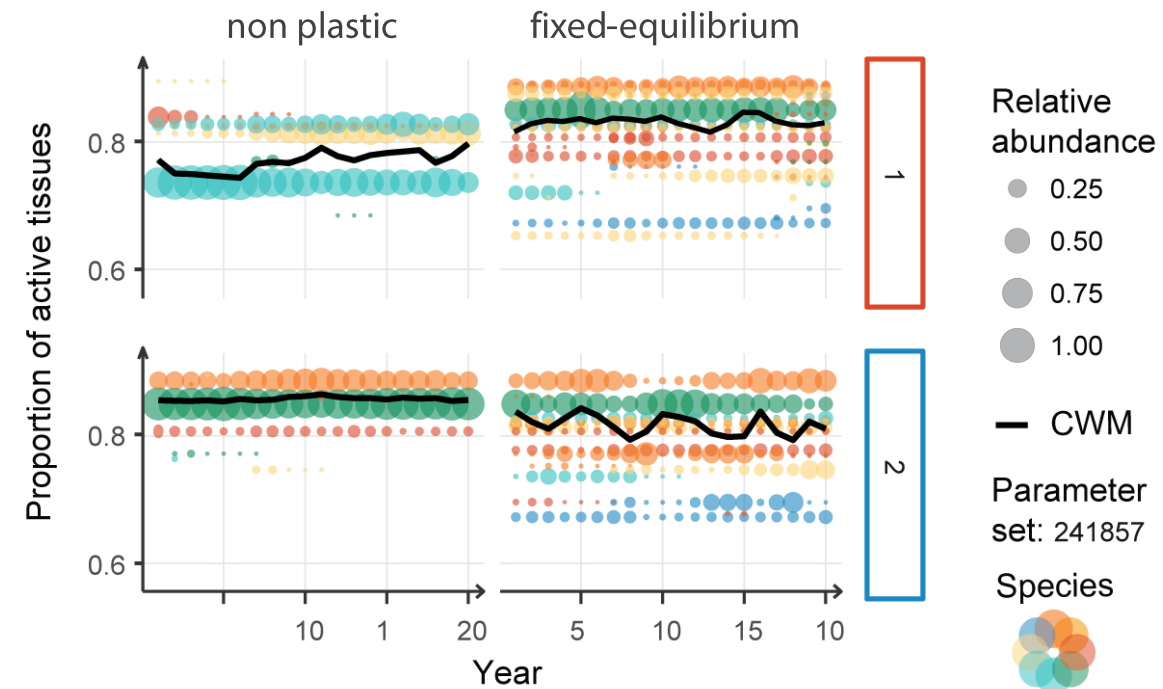 non plastic
fixed-equilibrium
Proportion of active tissues
0.8
0.6
1
0.8
0.6
2
10 1 20
5 10 15 10
Year
Relative
abundance
0.25
0.50
0.75
1.00
CWM
Parameter
set: 241857
Species